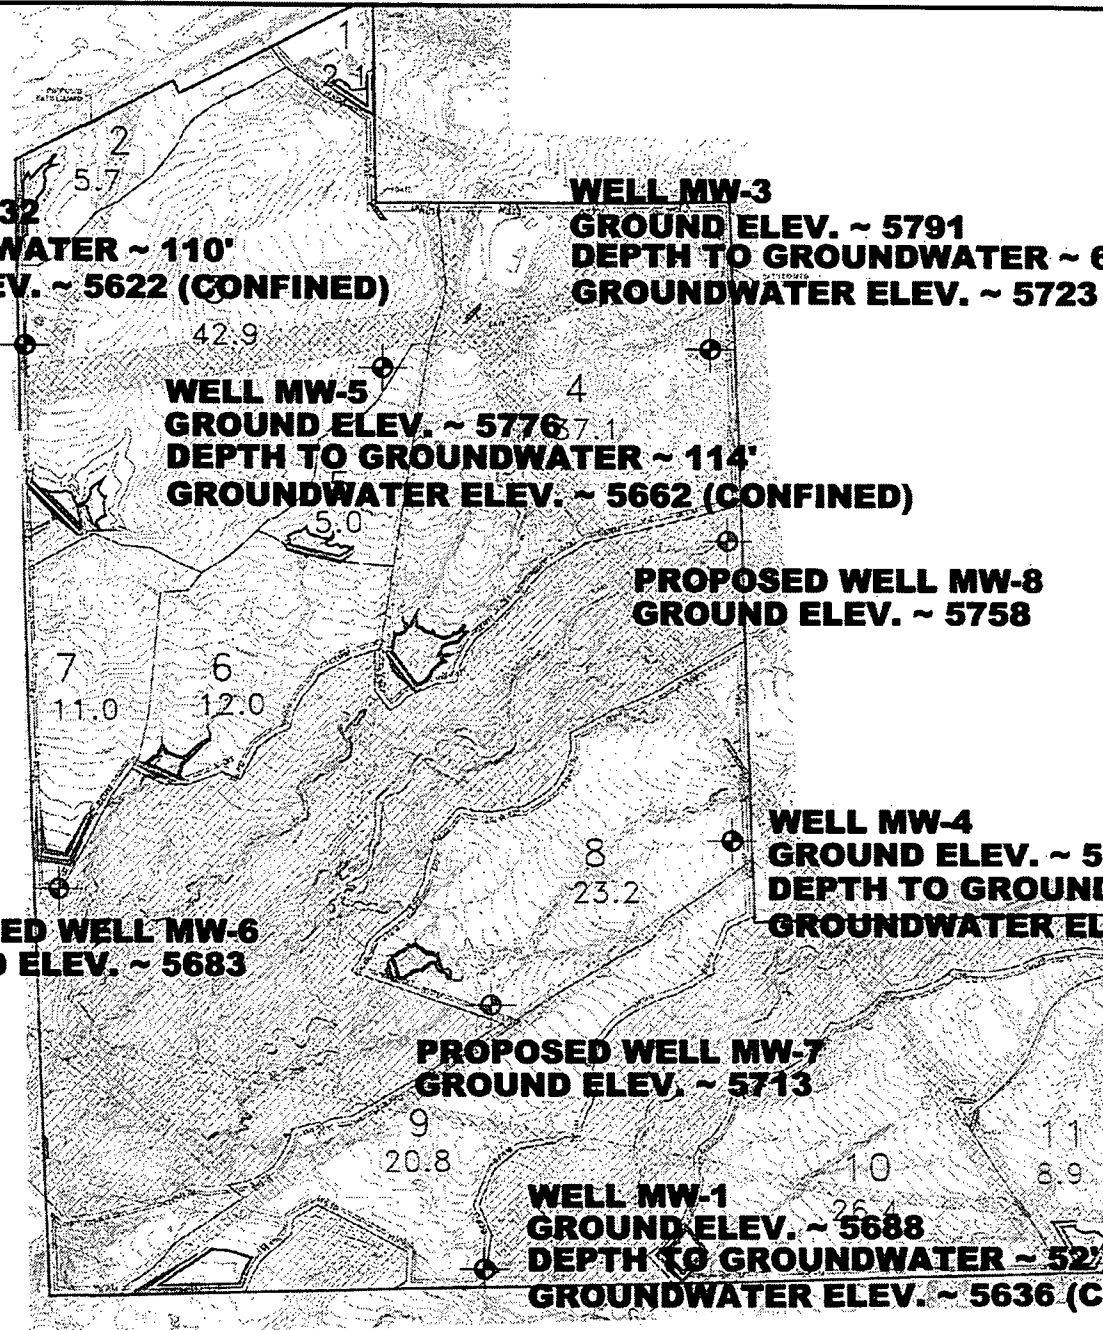 1
2.1
2
5.7
32
WATER ~ 110'
EV. ~ 5622 (CONFINED)
3
42.9
WELL MW-3
GROUND ELEV. ~ 5791
DEPTH TO GROUNDWATER ~ 6
GROUNDWATER ELEV. ~ 5723
WELL MW-5
GROUND ELEV. ~ 5776
DEPTH TO GROUNDWATER ~ 114'
GROUNDWATER ELEV. ~ 5662 (CONFINED)
4
37.1
5.0
PROPOSED WELL MW-8
GROUND ELEV. ~ 5758
7
11.0
6
12.0
8
23.2
WELL MW-4
GROUND ELEV. ~ 5
DEPTH TO GROUND
GROUNDWATER EL
ED WELL MW-6
D ELEV. ~ 5683
PROPOSED WELL MW-7
GROUND ELEV. ~ 5713
9
20.8
10
26.4
11
8.9
WELL MW-1
GROUND ELEV. ~ 5688
DEPTH TO GROUNDWATER ~ 52'
GROUNDWATER ELEV. ~ 5636 (C